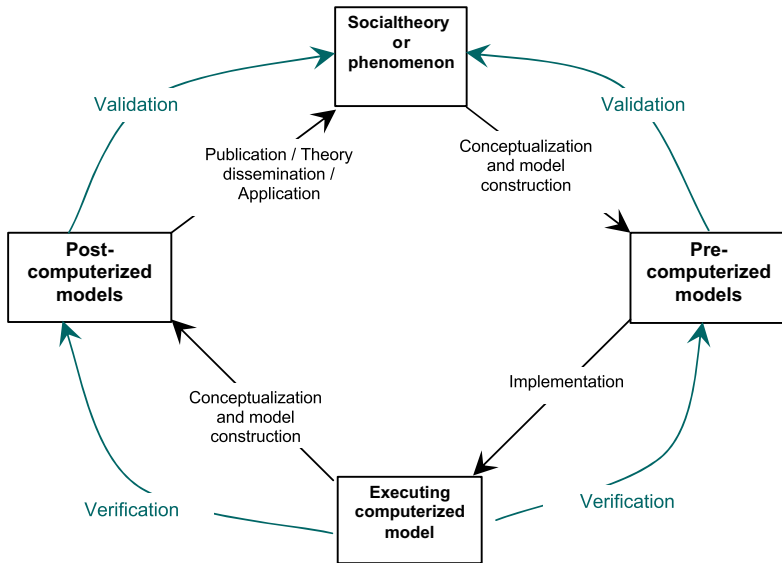 Socialtheory
or
phenomenon
Validation
Validation
Publication / Theory
dissemination /
Application
Conceptualization
and model
construction
Post-
computerized
models
Pre-
computerized
models
Implementation
Conceptualization
and model
construction
Executing
computerized
model
Verification
Verification